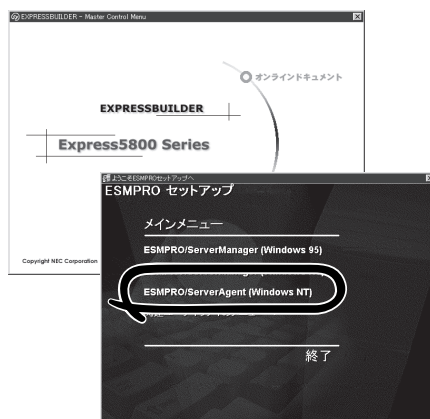 EXPRESSBUILDER - Master Control Menu
オンラインドキュメント
EXPRESSBUILDER
Express5800 Series
Copyright NEC Corporation
ようこそESMPROセットアップへ
ESMPRO セットアップ
メインメニュー
ESMPRO/ServerManager (Windows 95)
ESMPRO/ServerAgent (Windows NT)
終了